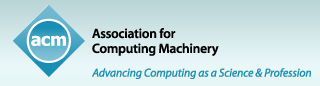 acm
Association for
Computing Machinery
Advancing Computing as a Science & Profession